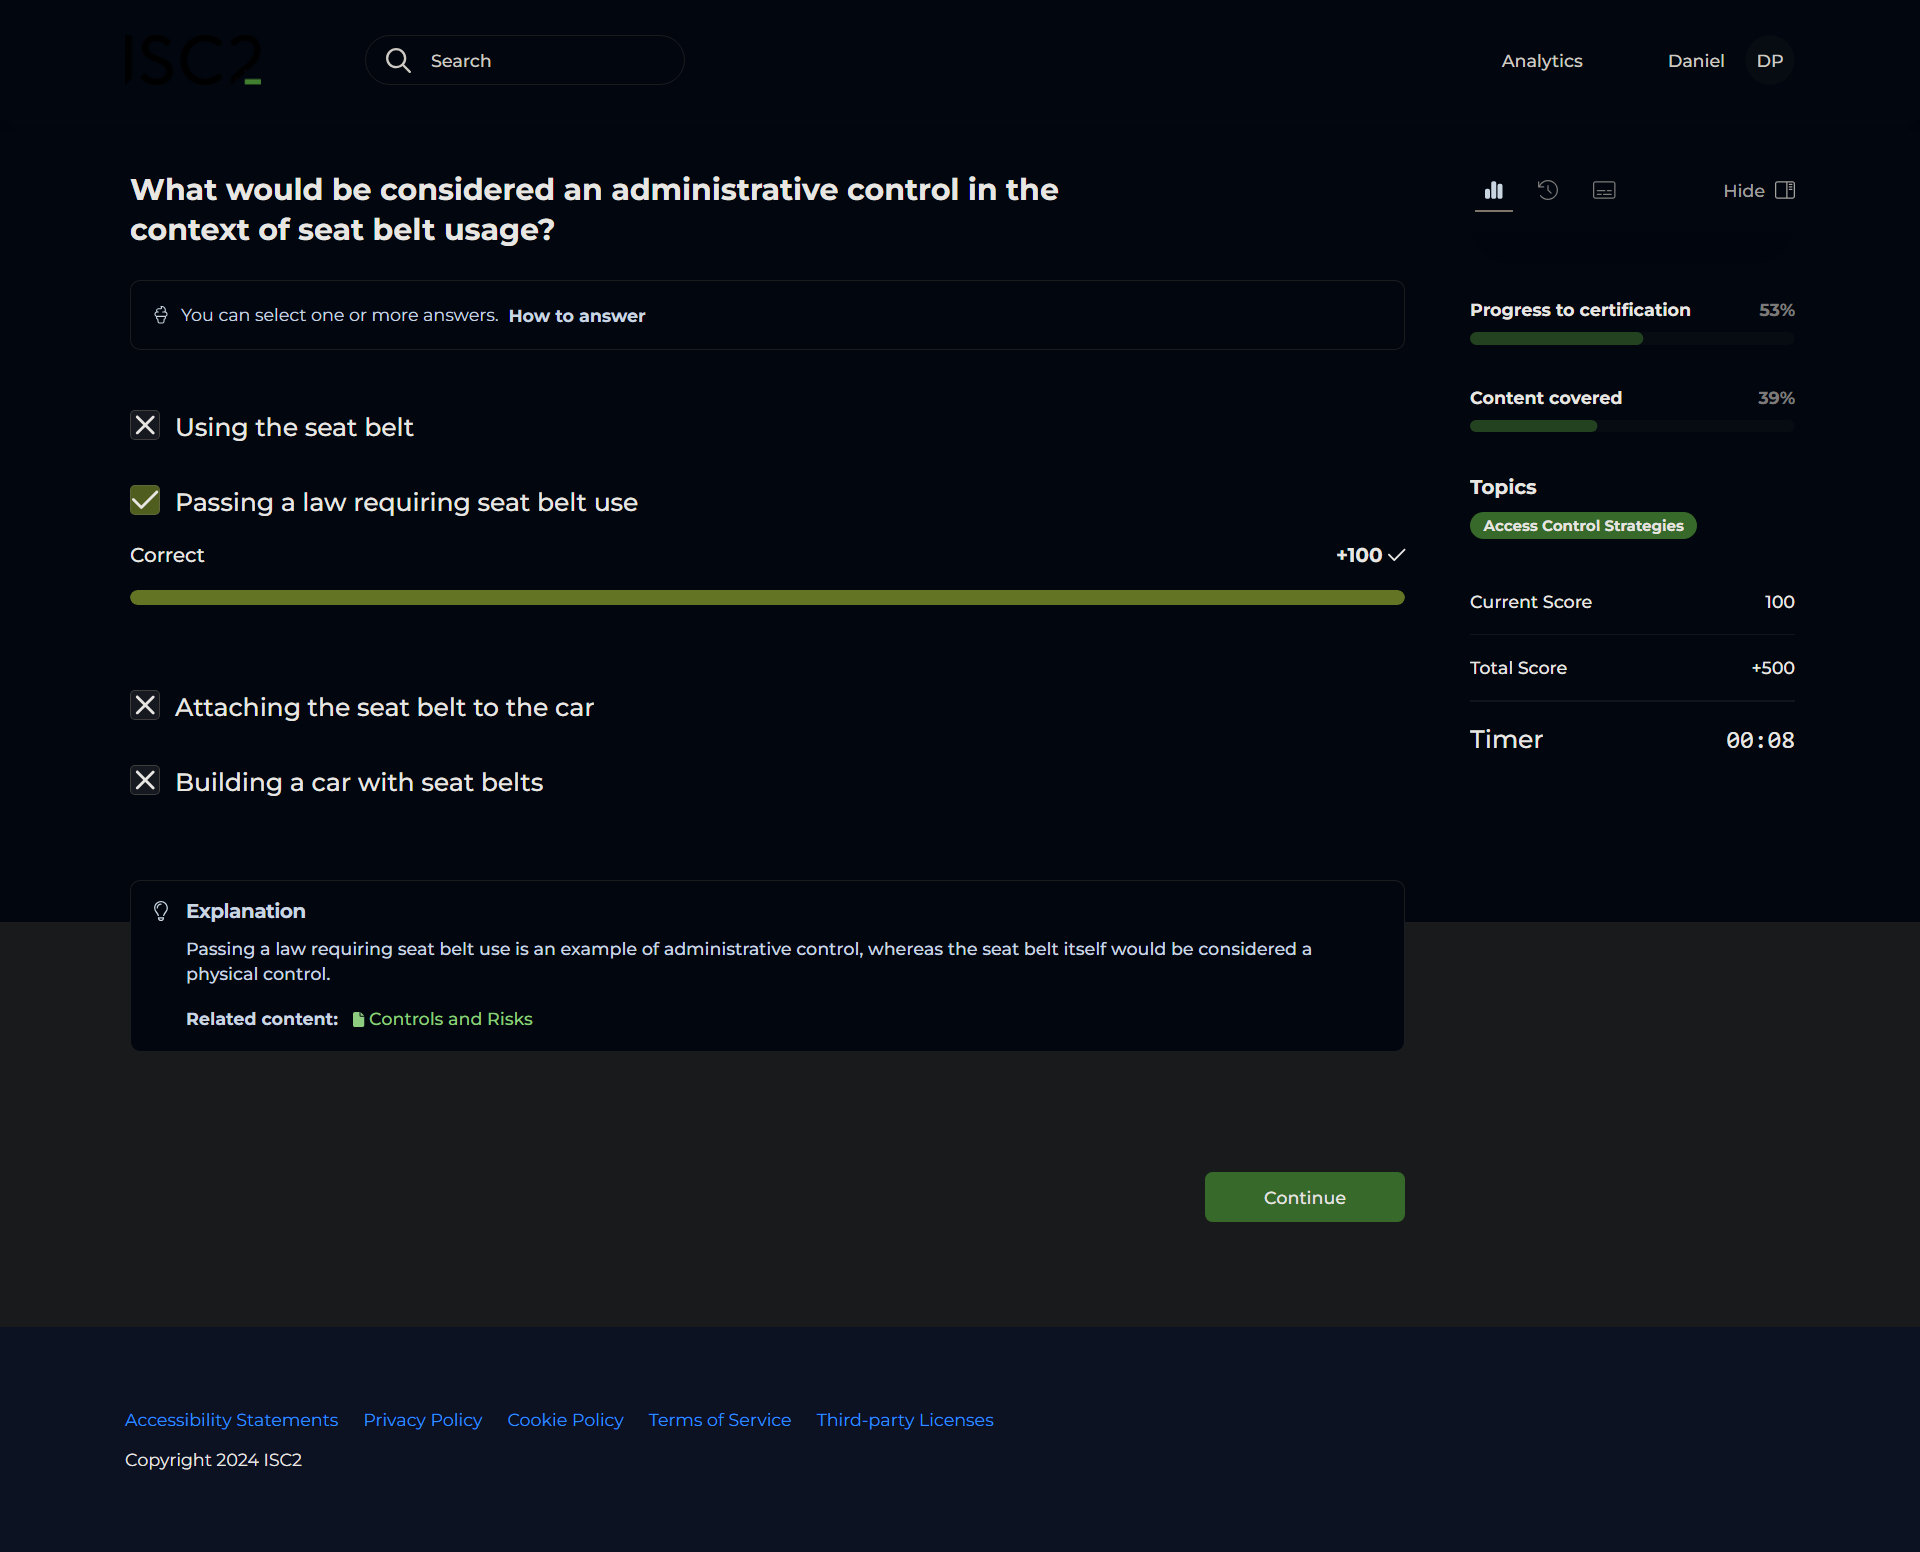 ISC2
Search
Analytics
Daniel
DP
What would be considered an administrative control in the
context of seat belt usage?
You can select one or more answers. How to answer
Using the seat belt
Passing a law requiring seat belt use
Correct
+100
Attaching the seat belt to the car
Building a car with seat belts
Explanation
Passing a law requiring seat belt use is an example of administrative control, whereas the seat belt itself would be considered a
physical control.
Related content: Controls and Risks
Continue
Hide
Progress to certification 53%
Content covered 39%
Topics
Access Control Strategies
Current Score 100
Total Score +500
Timer 00:08
Accessibility Statements Privacy Policy Cookie Policy Terms of Service Third-party Licenses
Copyright 2024 ISC2